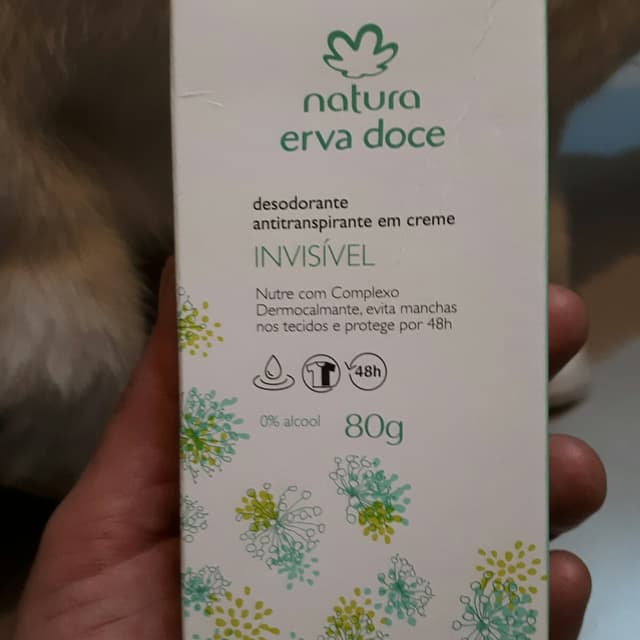 natura
erva doce
desodorante
antitranspirante em creme
INVISÍVEL
Nutre com Complexo
Dermocalmante, evita manchas
nos tecidos e protege por 48h
48h
0% alcool
80g